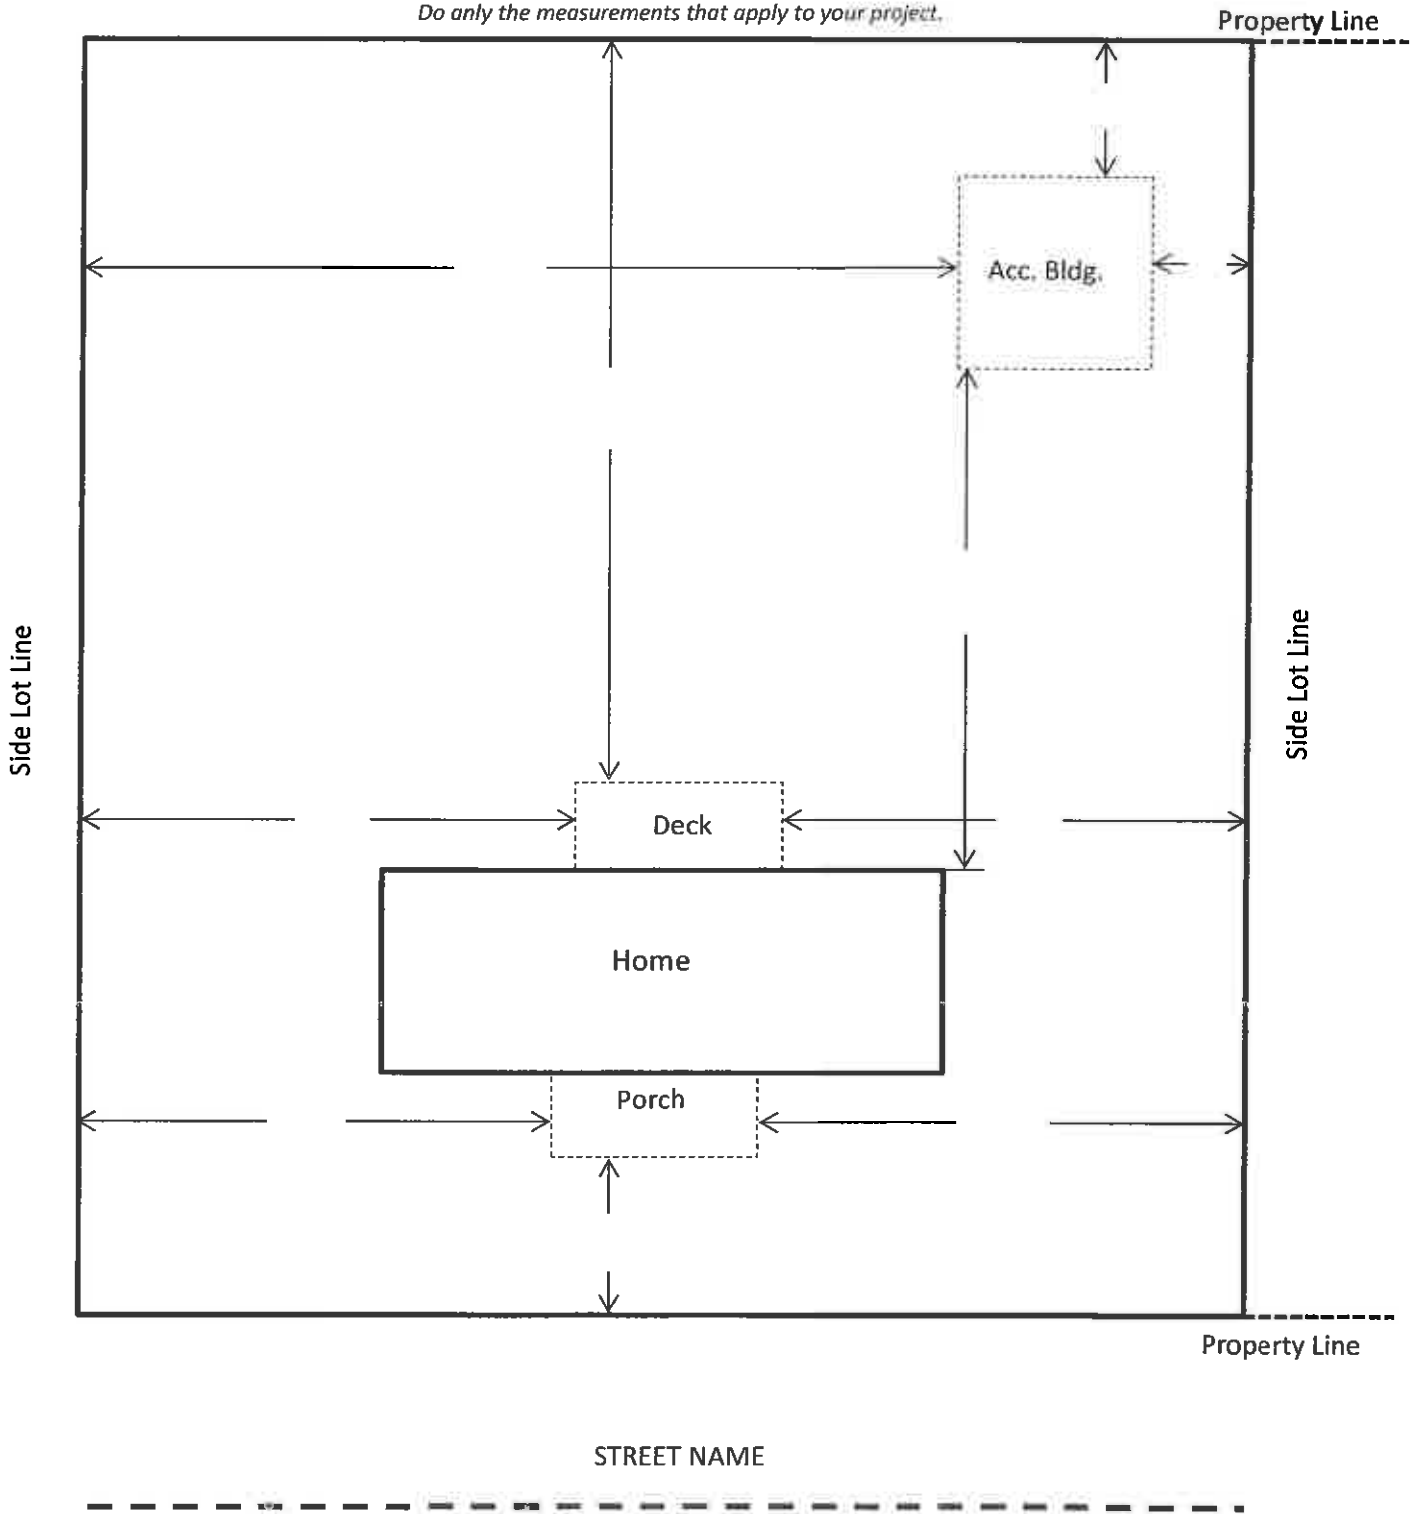 Do only the measurements that apply to your project.
Property Line
Acc. Bldg.
Side Lot Line
Side Lot Line
Deck
Home
Porch
Property Line
STREET NAME